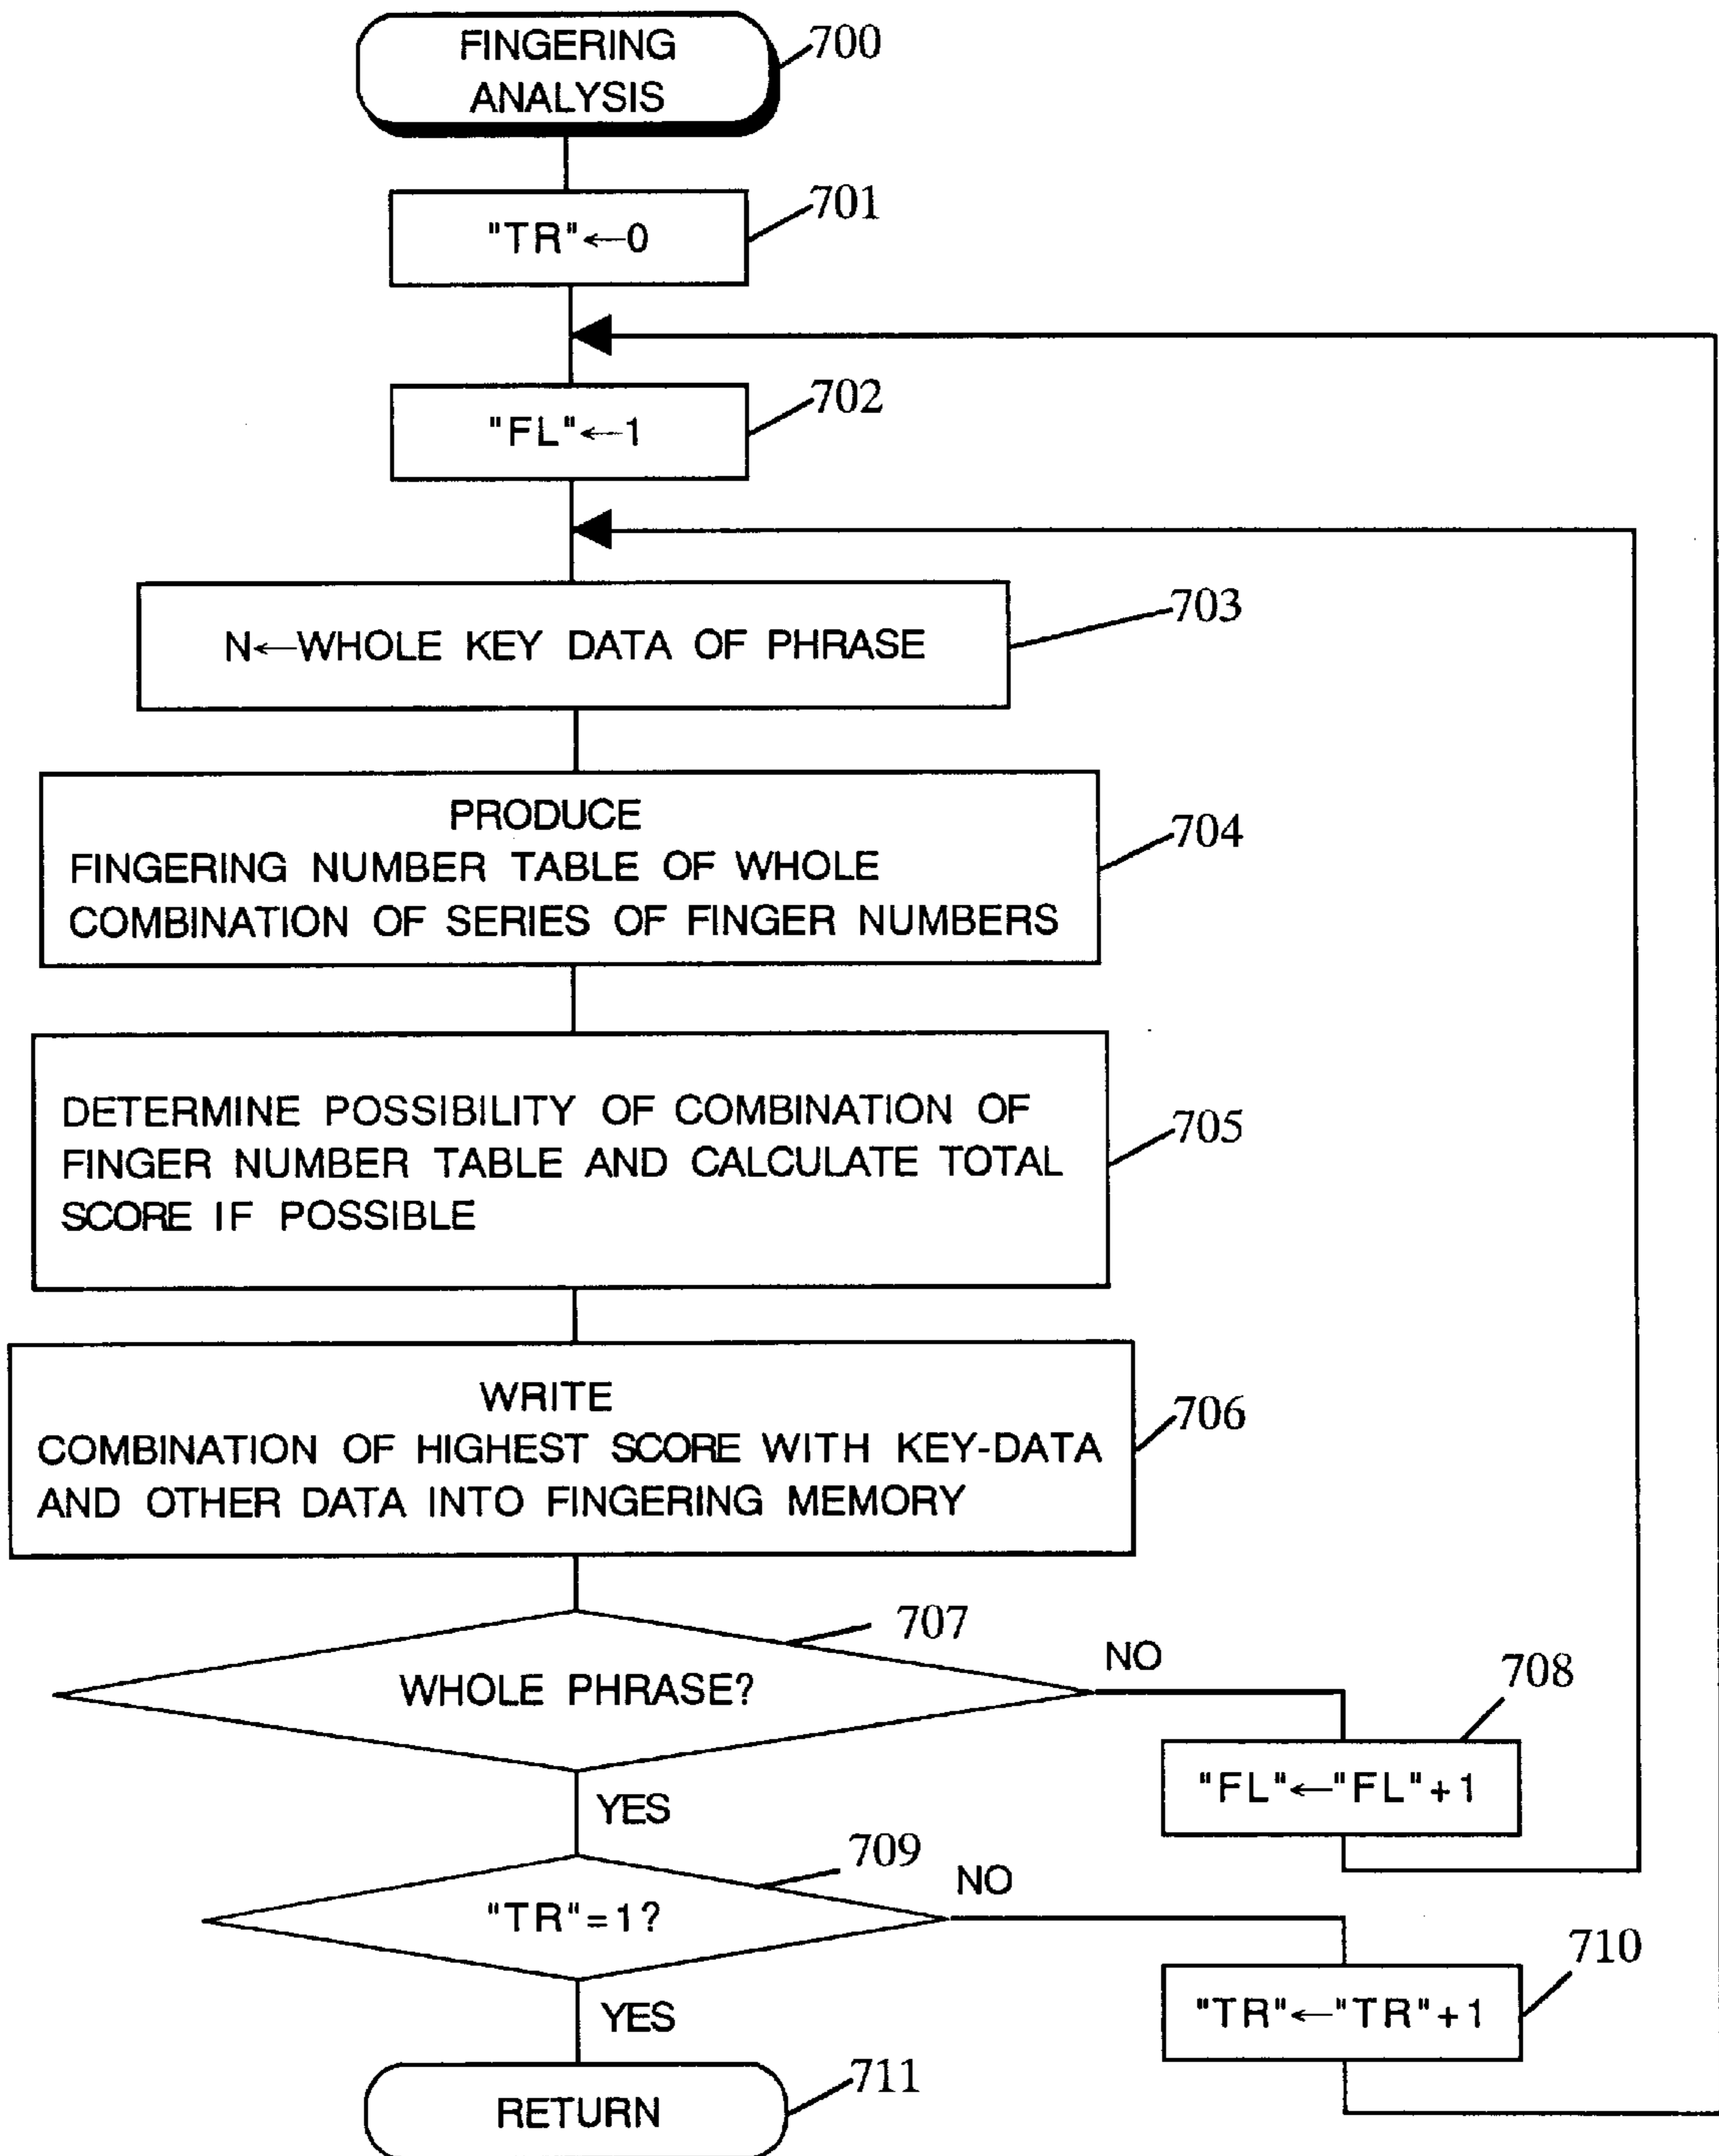 FINGERING
ANALYSIS
700
"TR"←0
701
"FL"←1
702
N←WHOLE KEY DATA OF PHRASE
703
PRODUCE
FINGERING NUMBER TABLE OF WHOLE
COMBINATION OF SERIES OF FINGER NUMBERS
704
DETERMINE POSSIBILITY OF COMBINATION OF
FINGER NUMBER TABLE AND CALCULATE TOTAL
SCORE IF POSSIBLE
705
WRITE
COMBINATION OF HIGHEST SCORE WITH KEY-DATA
AND OTHER DATA INTO FINGERING MEMORY
706
WHOLE PHRASE?
707
NO
708
"FL"←"FL"+1
YES
"TR"=1?
709
NO
710
"TR"←"TR"+1
YES
RETURN
711